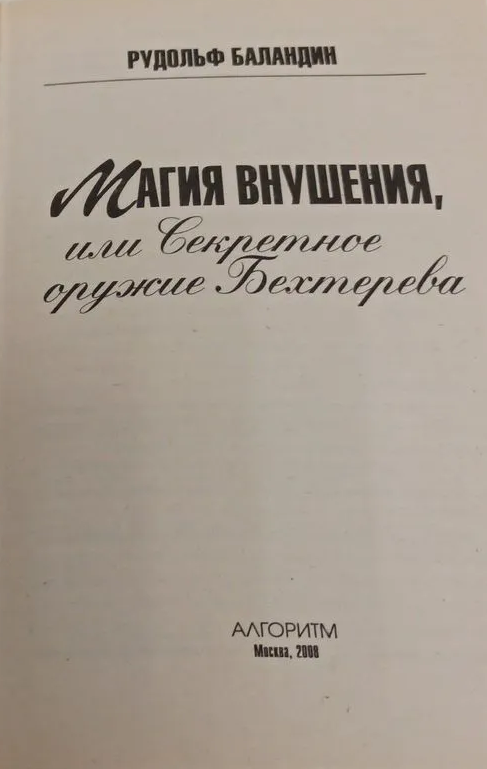 РУДОЛЬФ БАЛАНДИН
МАГИЯ ВНУШЕНИЯ,
или Секретное
оружие Бехтерева
АЛГОРИТМ
Москва, 2008